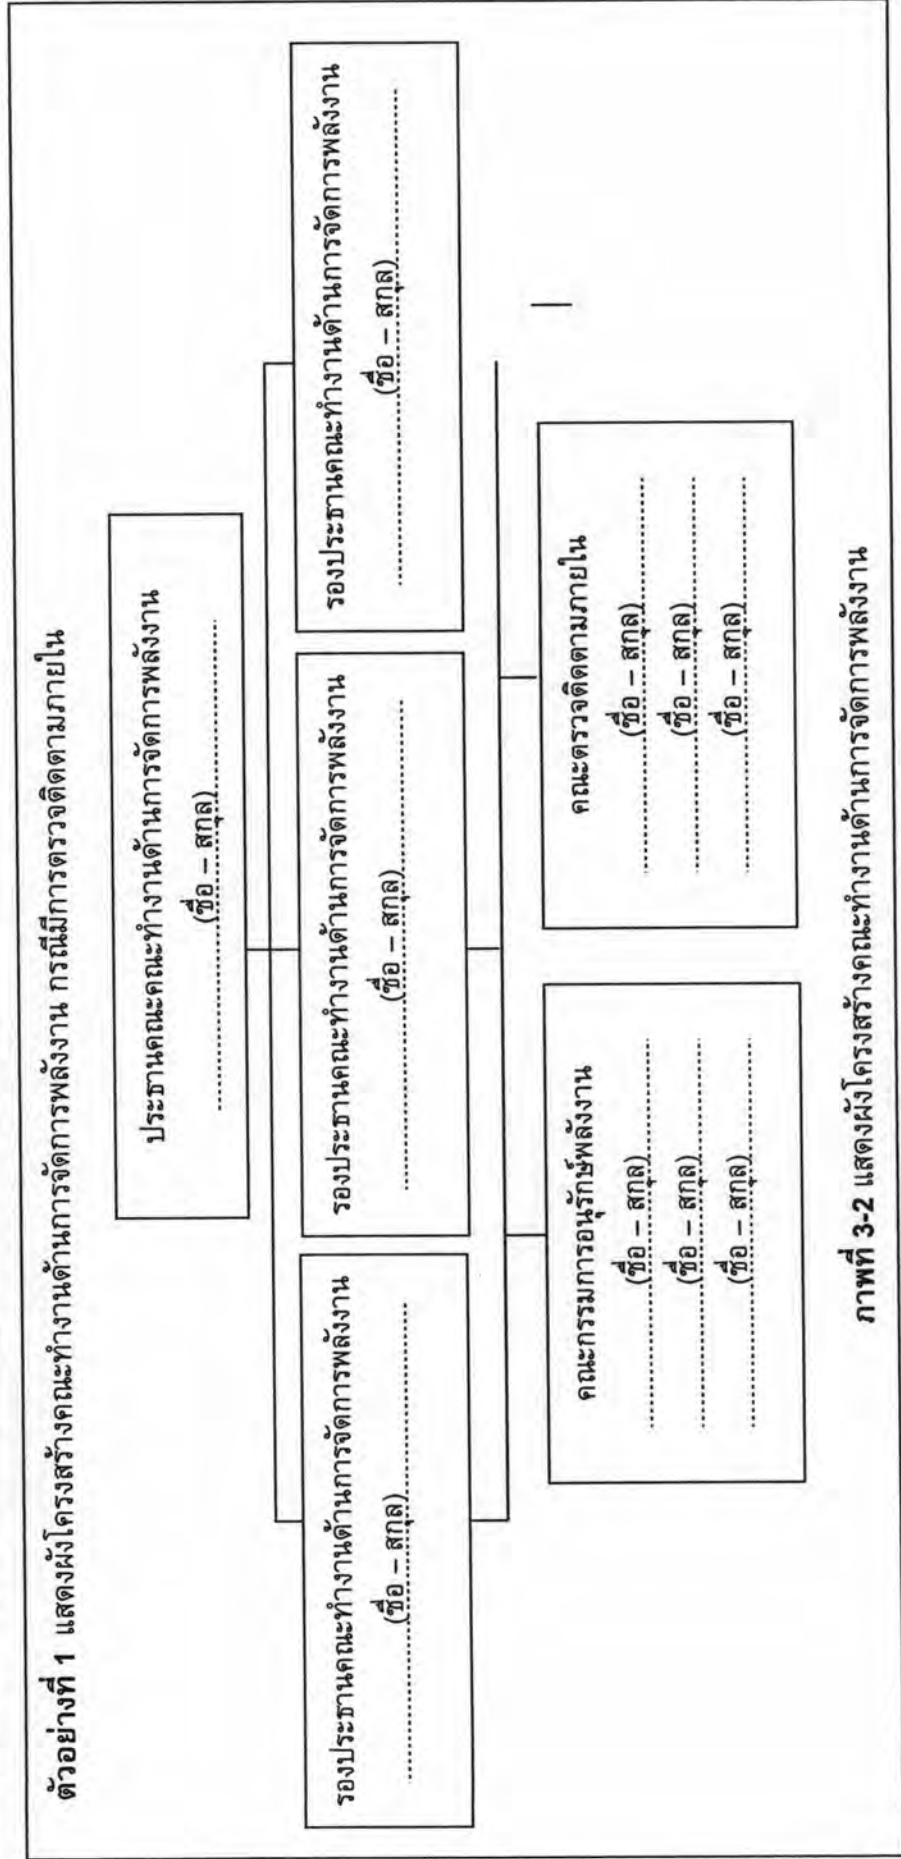 ตัวอย่างที่ 1 แสดงผังโครงสร้างคณะทำงานด้านการจัดการพลังงาน กรณีมีการตรวจติดตามภายใน
ประธานคณะคณะทำงานด้านการจัดการพลังงาน
(ชื่อ – สกุล)
รองประธานคณะทำงานด้านการจัดการพลังงาน
(ชื่อ – สกุล)
รองประธานคณะทำงานด้านการจัดการพลังงาน
(ชื่อ – สกุล)
รองประธานคณะทำงานด้านการจัดการพลังงาน
(ชื่อ – สกุล)
คณะกรรมการอนุรักษ์พลังงาน
(ชื่อ – สกุล)
(ชื่อ – สกุล)
(ชื่อ – สกุล)
คณะตรวจติดตามภายใน
(ชื่อ – สกุล)
(ชื่อ – สกุล)
(ชื่อ – สกุล)
ภาพที่ 3-2 แสดงผังโครงสร้างคณะทำงานด้านการจัดการพลังงาน